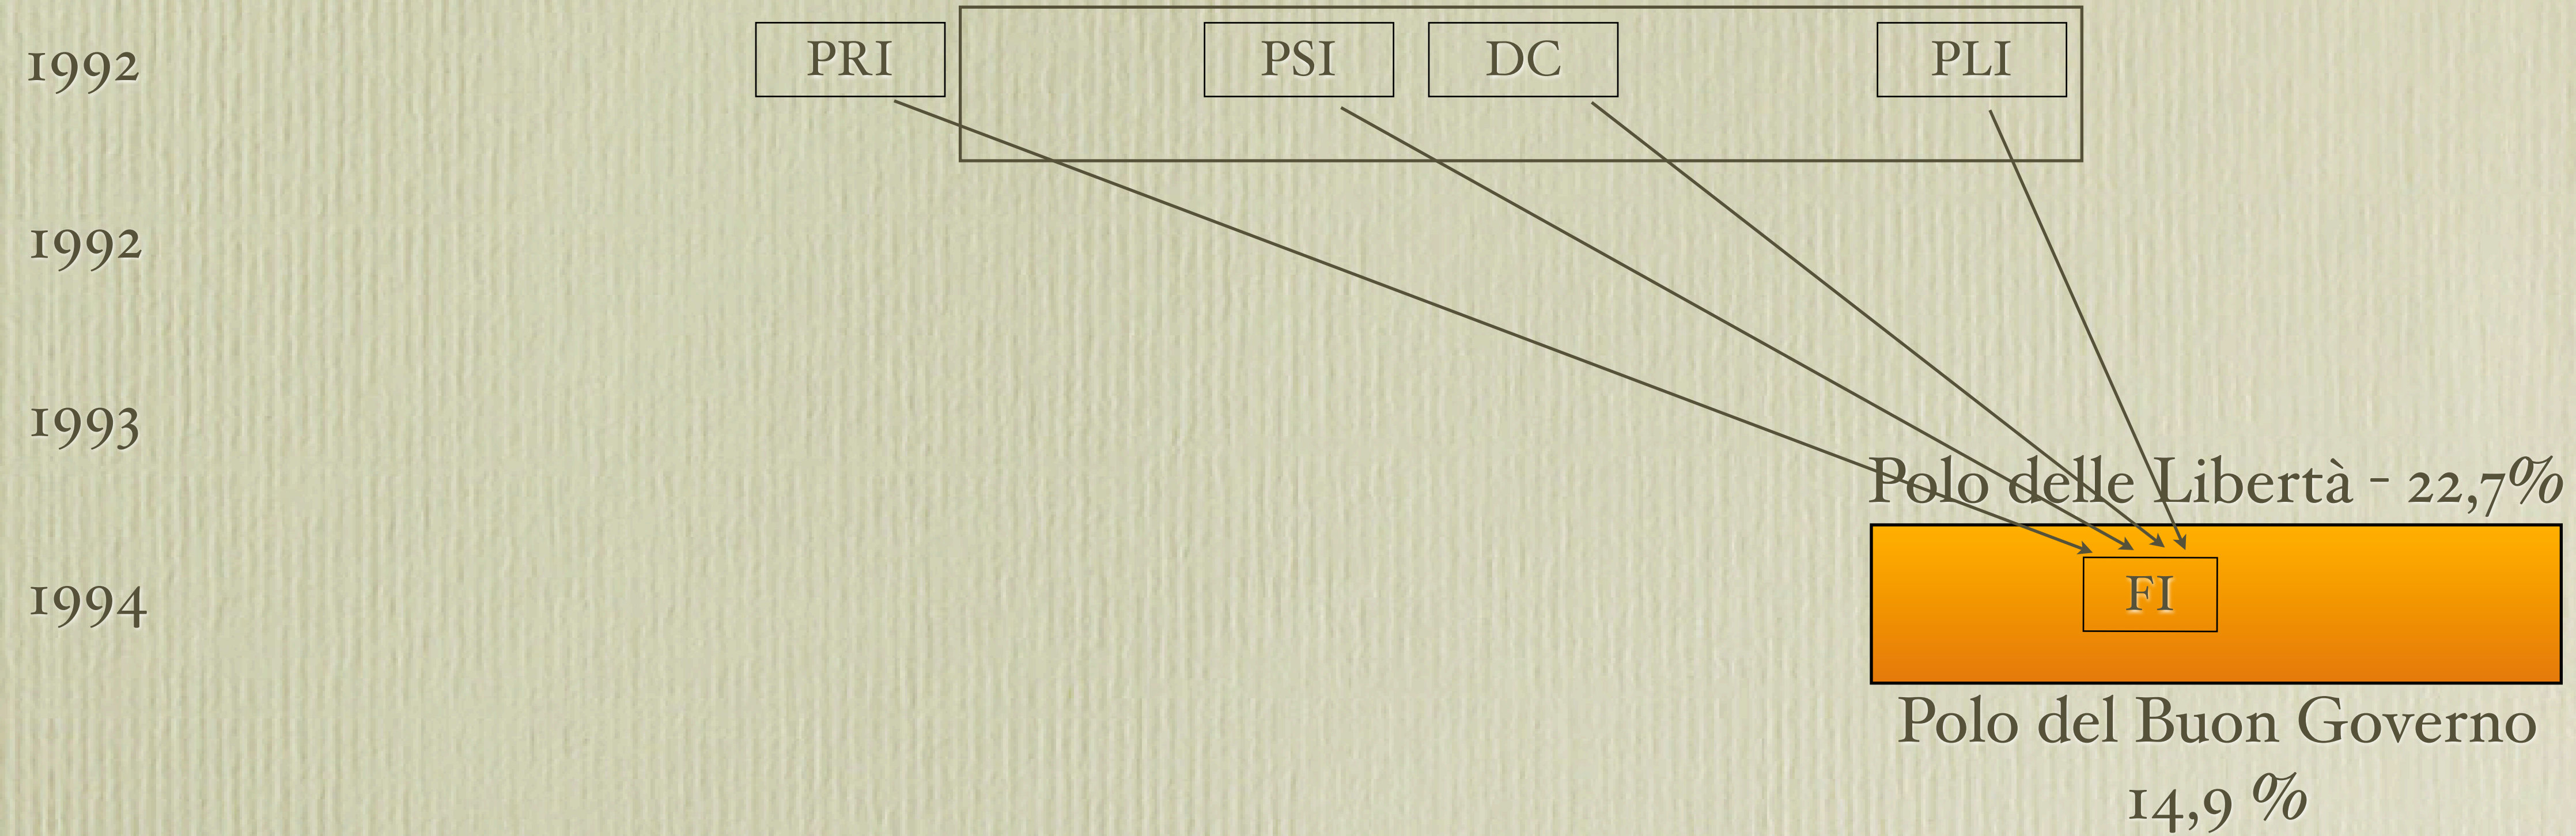 1992 PRI PSI DC PLI
1992
1993
Polo delle Libertà - 22,7%
1994 FI
Polo del Buon Governo
14,9 %